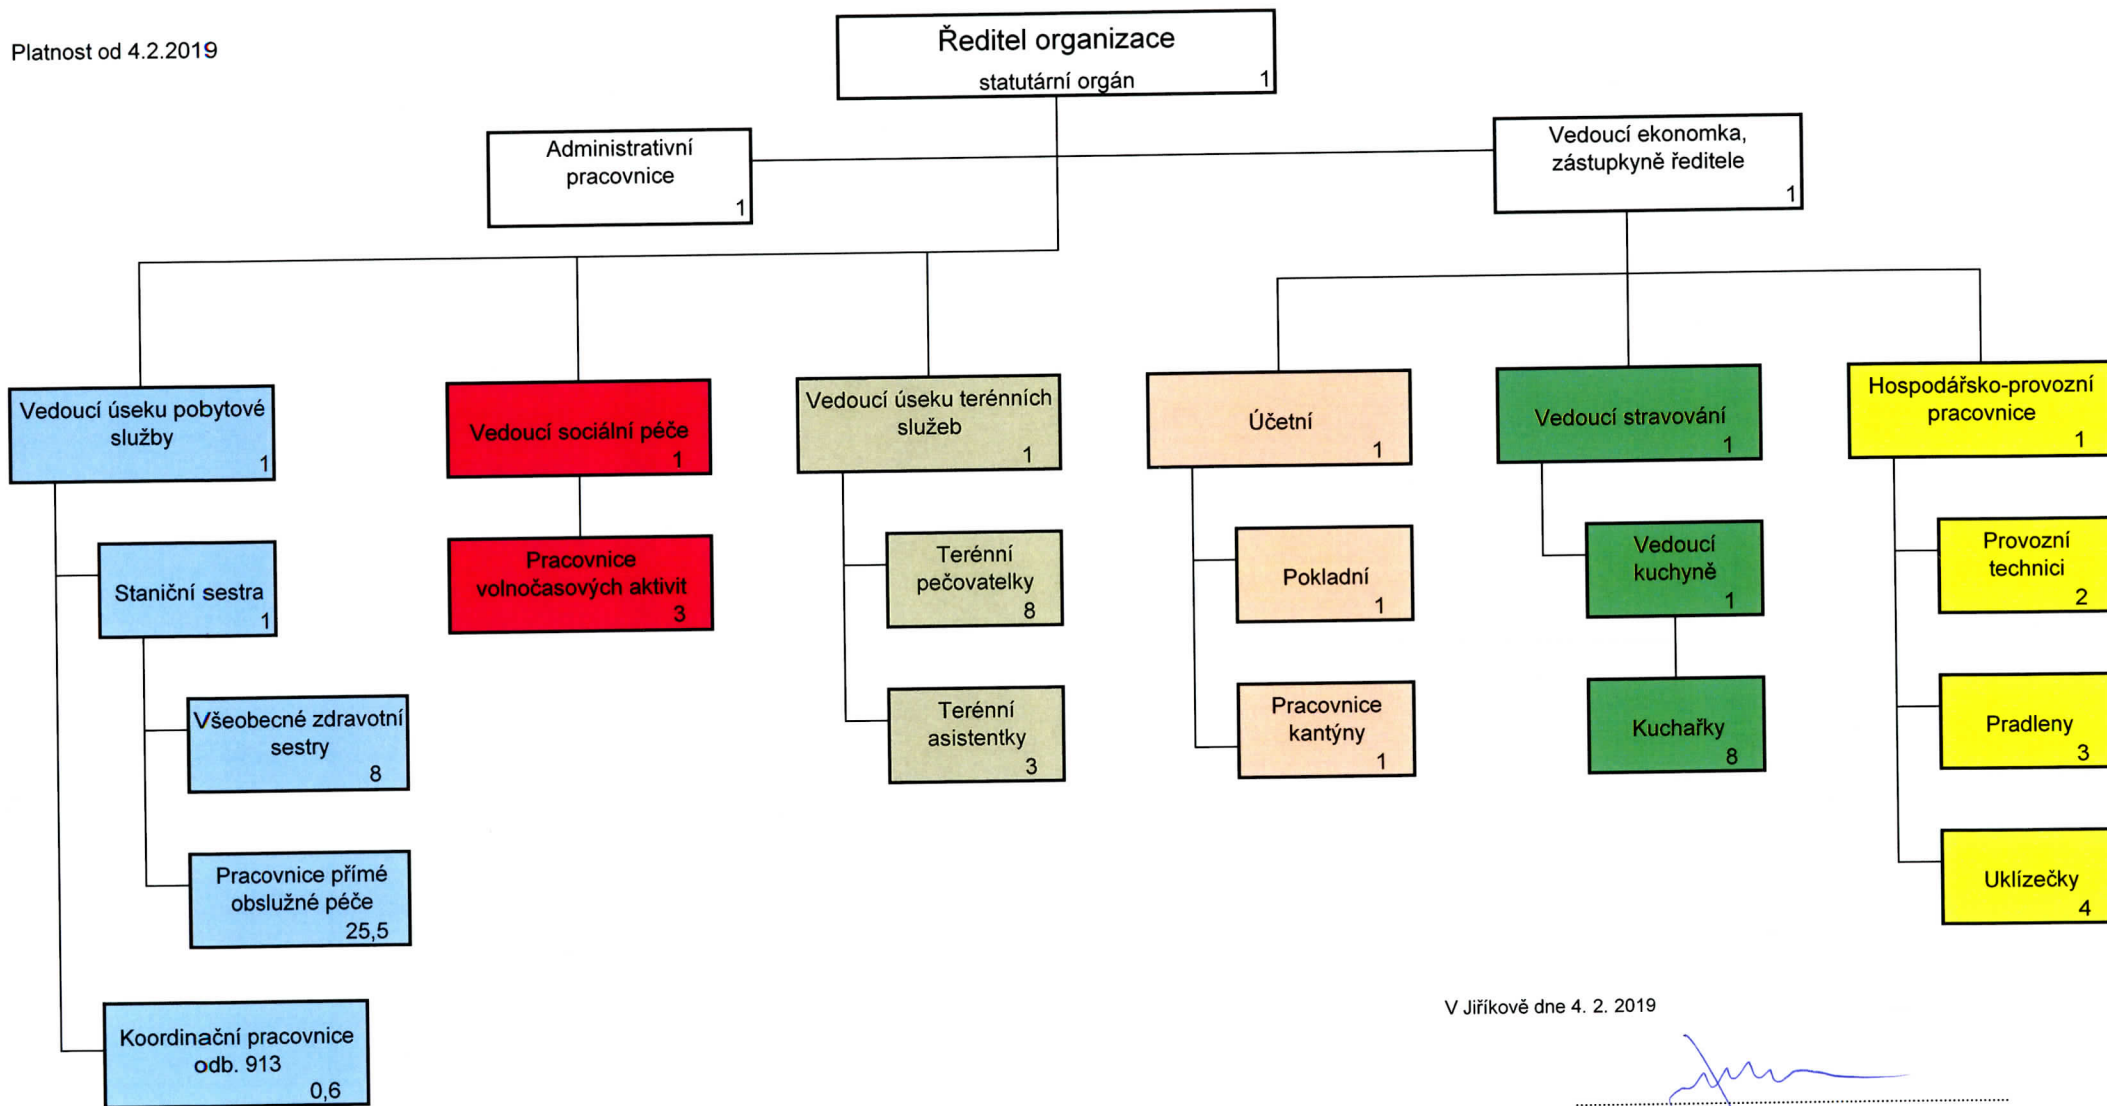 Platnost od 4.2.2019
Ředitel organizace
statutární orgán
1
Administrativní
pracovnice
1
Vedoucí ekonomka,
zástupkyně ředitele
1
Vedoucí úseku pobytové
služby
1
Vedoucí sociální péče
1
Vedoucí úseku terénních
služeb
1
Účetní
1
Vedoucí stravování
1
Hospodářsko-provozní
pracovnice
1
Staniční sestra
1
Pracovnice
volnočasových aktivit
3
Terénní
pečovatelky
8
Pokladní
1
Vedoucí
kuchyně
1
Provozní
technici
2
Všeobecné zdravotní
sestry
8
Terénní
asistentky
3
Pracovnice
kantýny
1
Kuchařky
8
Pradleny
3
Pracovnice přímé
obslužné péče
25,5
Uklízečky
4
Koordinační pracovnice
odb. 913
0,6
V Jiříkově dne 4. 2. 2019